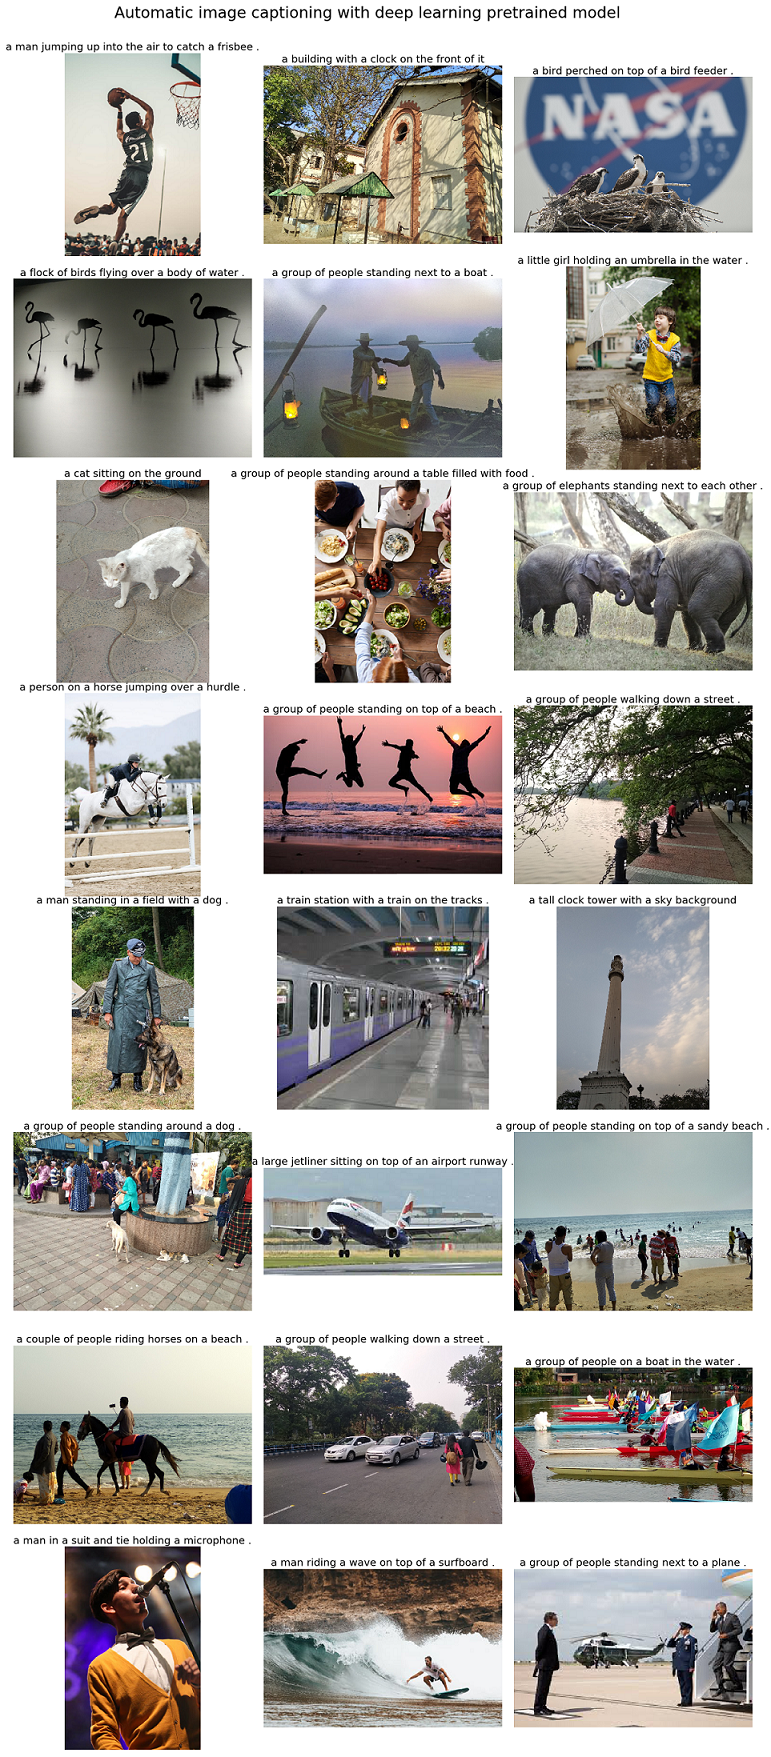 Automatic image captioning with deep learning pretrained model
a man jumping up into the air to catch a frisbee .
a building with a clock on the front of it
a bird perched on top of a bird feeder .
21
NASA
a flock of birds flying over a body of water .
a group of people standing next to a boat .
a little girl holding an umbrella in the water .
a cat sitting on the ground
a group of people standing around a table filled with food .
a group of elephants standing next to each other .
a person on a horse jumping over a hurdle .
a group of people standing on top of a beach .
a group of people walking down a street .
a man standing in a field with a dog .
a train station with a train on the tracks .
a tall clock tower with a sky background
a group of people standing around a dog .
a large jetliner sitting on top of an airport runway .
a group of people standing on top of a sandy beach .
a couple of people riding horses on a beach .
a group of people walking down a street .
a group of people on a boat in the water .
a man in a suit and tie holding a microphone .
a man riding a wave on top of a surfboard .
a group of people standing next to a plane .